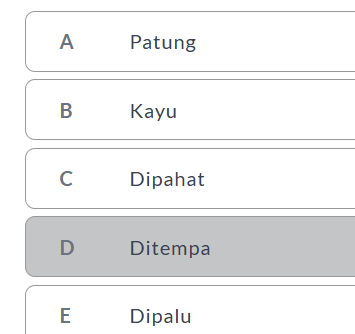 A Patung
B Kayu
C Dipahat
D Ditempa
E Dipalu